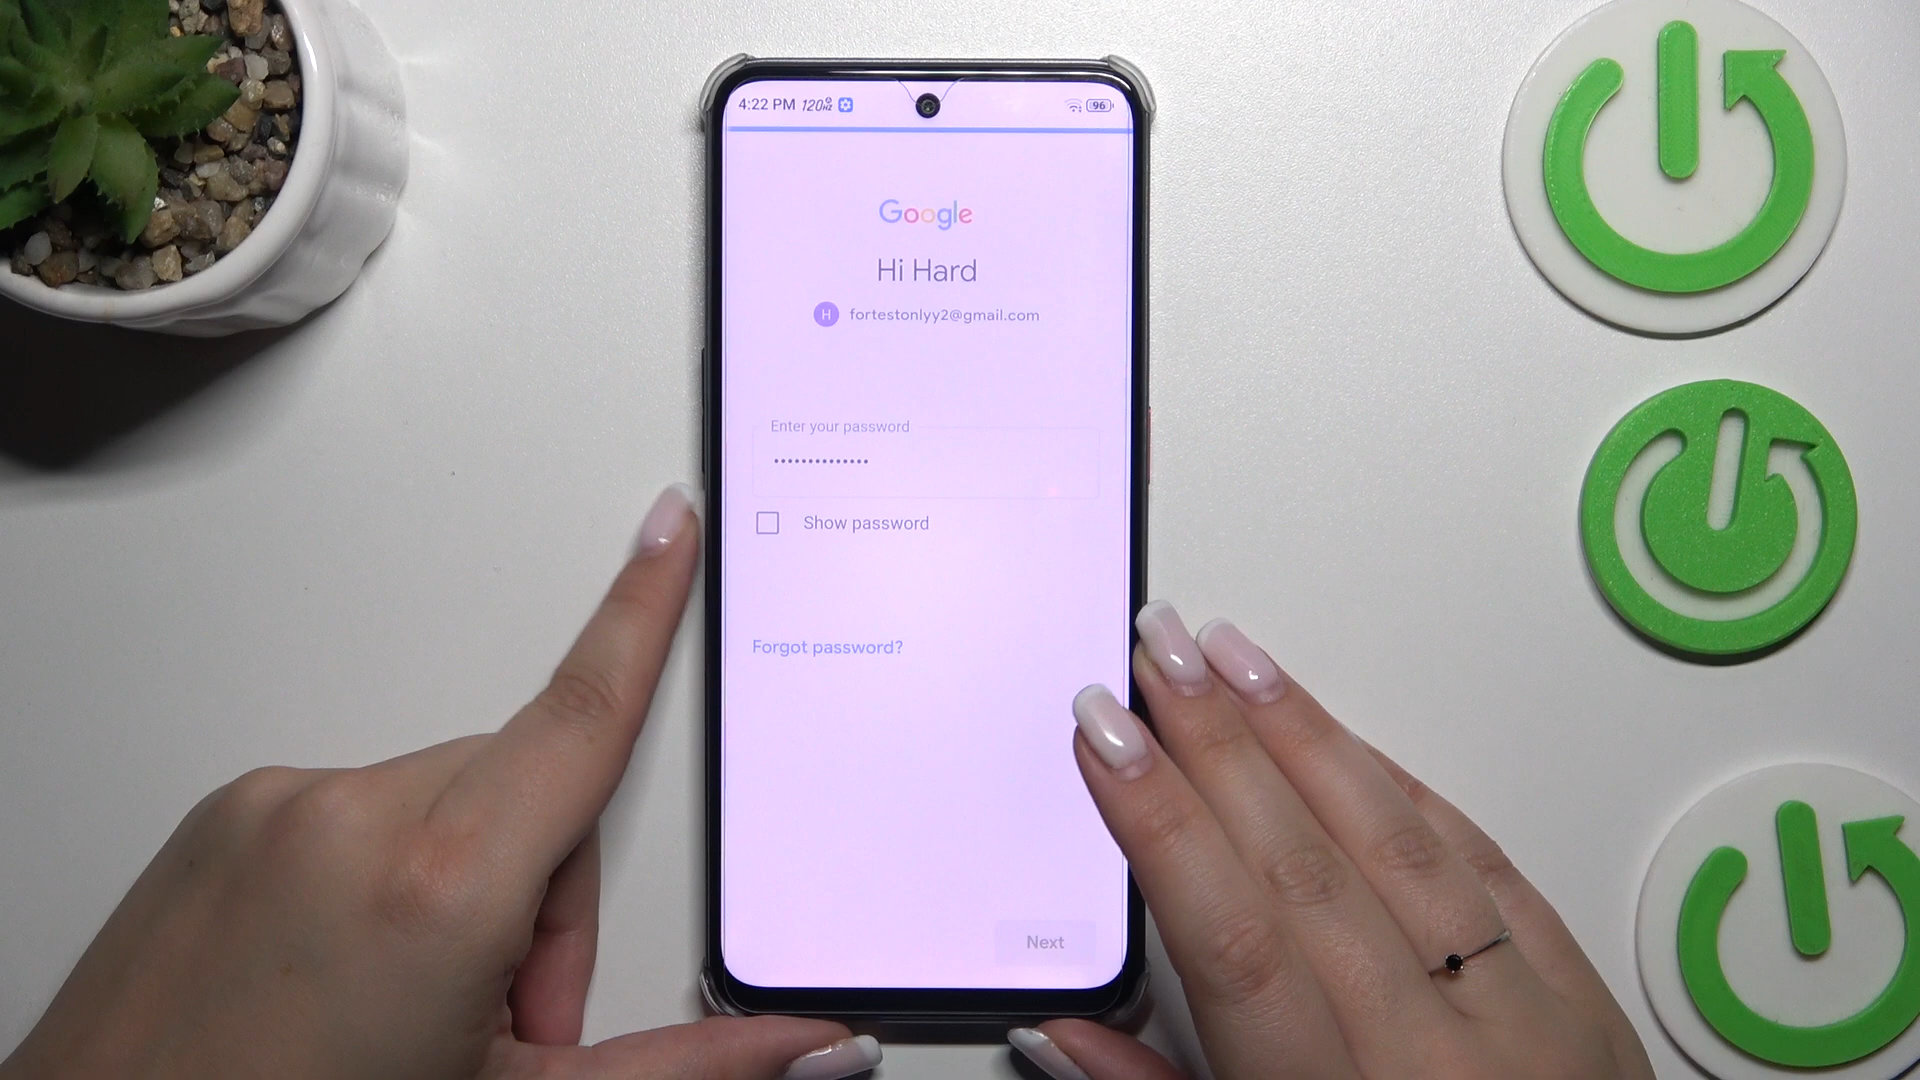 4:22 PM 120Hz 96
Google
Hi Hard
H fortestonlyy2@gmail.com
Enter your password
••••••••••••••
Show password
Forgot password?
Next